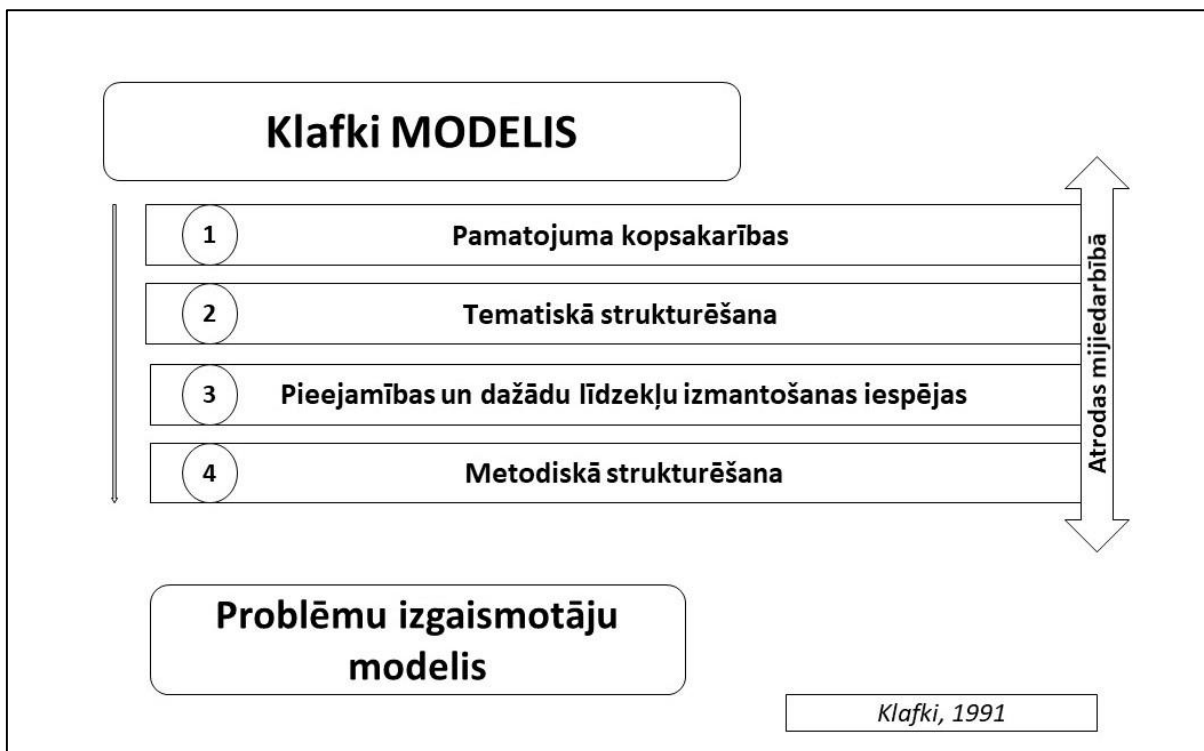 Klafki MODELIS
1
Pamatojuma kopsakarības
2
Tematiskā strukturēšana
3
Pieejamības un dažādu līdzekļu izmantošanas iespējas
4
Metodiskā strukturēšana
Atrodas mijiedarbībā
Problēmu izgaismotāju
modelis
Klafki, 1991